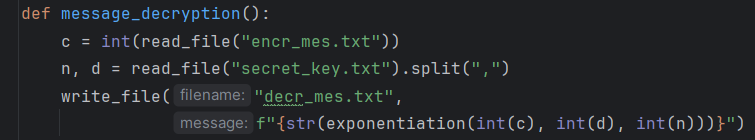 def message_decryption():
    c = int(read_file("encr_mes.txt"))
    n, d = read_file("secret_key.txt").split(",")
    write_file( filename: "decr_mes.txt",
                message: f"{str(exponentiation(int(c), int(d), int(n)))}")